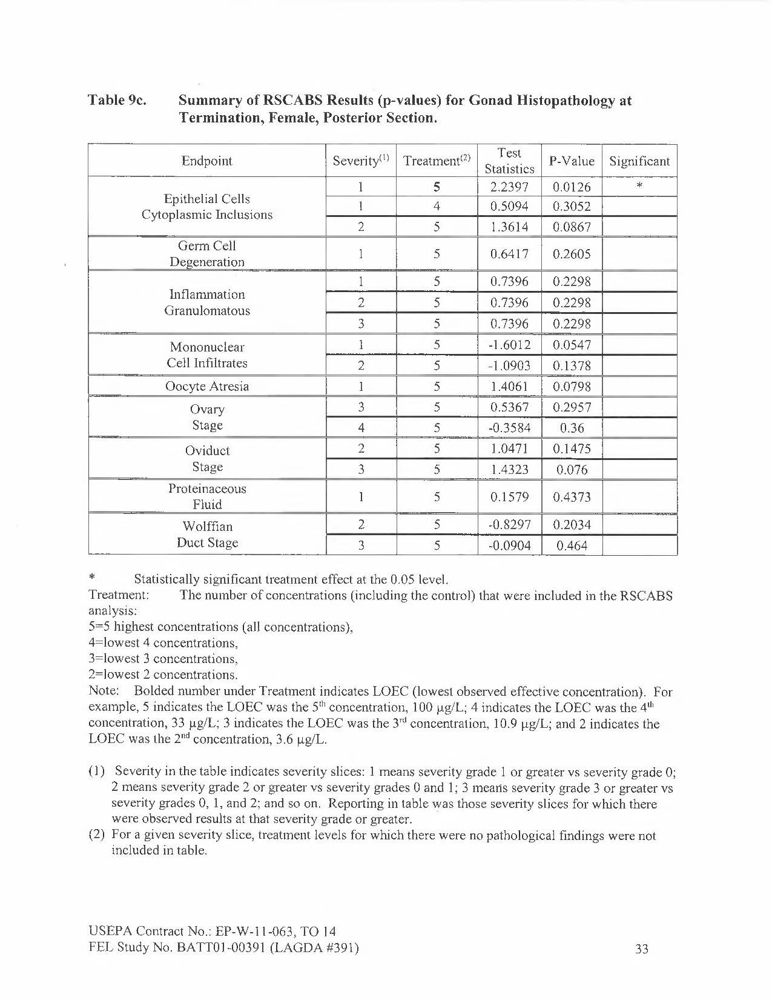 Table 9c. Summary of RSCABS Results (p-values) for Gonad Histopathology at
Termination, Female, Posterior Section.
Endpoint Severity(1) Treatment(2) Test Statistics P-Value Significant
Epithelial Cells
Cytoplasmic Inclusions
1 5 2.2397 0.0126 *
1 4 0.5094 0.3052
2 5 1.3614 0.0867
Germ Cell
Degeneration
1 5 0.6417 0.2605
Inflammation
Granulomatous
1 5 0.7396 0.2298
2 5 0.7396 0.2298
3 5 0.7396 0.2298
Mononuclear
Cell Infiltrates
1 5 -1.6012 0.0547
2 5 -1.0903 0.1378
Oocyte Atresia 1 5 1.4061 0.0798
Ovary
Stage
3 5 0.5367 0.2957
4 5 -0.3584 0.36
Oviduct
Stage
2 5 1.0471 0.1475
3 5 1.4323 0.076
Proteinaceous
Fluid
1 5 0.1579 0.4373
Wolffian
Duct Stage
2 5 -0.8297 0.2034
3 5 -0.0904 0.464
* Statistically significant treatment effect at the 0.05 level.
Treatment: The number of concentrations (including the control) that were included in the RSCABS
analysis:
5=5 highest concentrations (all concentrations),
4=lowest 4 concentrations,
3=lowest 3 concentrations,
2=lowest 2 concentrations.
Note: Bolded number under Treatment indicates LOEC (lowest observed effective concentration). For
example, 5 indicates the LOEC was the 5th concentration, 100 µg/L; 4 indicates the LOEC was the 4th
concentration, 33 µg/L; 3 indicates the LOEC was the 3rd concentration, 10.9 µg/L; and 2 indicates the
LOEC was the 2nd concentration, 3.6 µg/L.
(1) Severity in the table indicates severity slices: 1 means severity grade 1 or greater vs severity grade 0;
2 means severity grade 2 or greater vs severity grades 0 and 1; 3 means severity grade 3 or greater vs
severity grades 0, 1, and 2; and so on. Reporting in table was those severity slices for which there
were observed results at that severity grade or greater.
(2) For a given severity slice, treatment levels for which there were no pathological findings were not
included in table.
USEPA Contract No.: EP-W-11-063, TO 14
FEL Study No. BATT01-00391 (LAGDA #391) 33